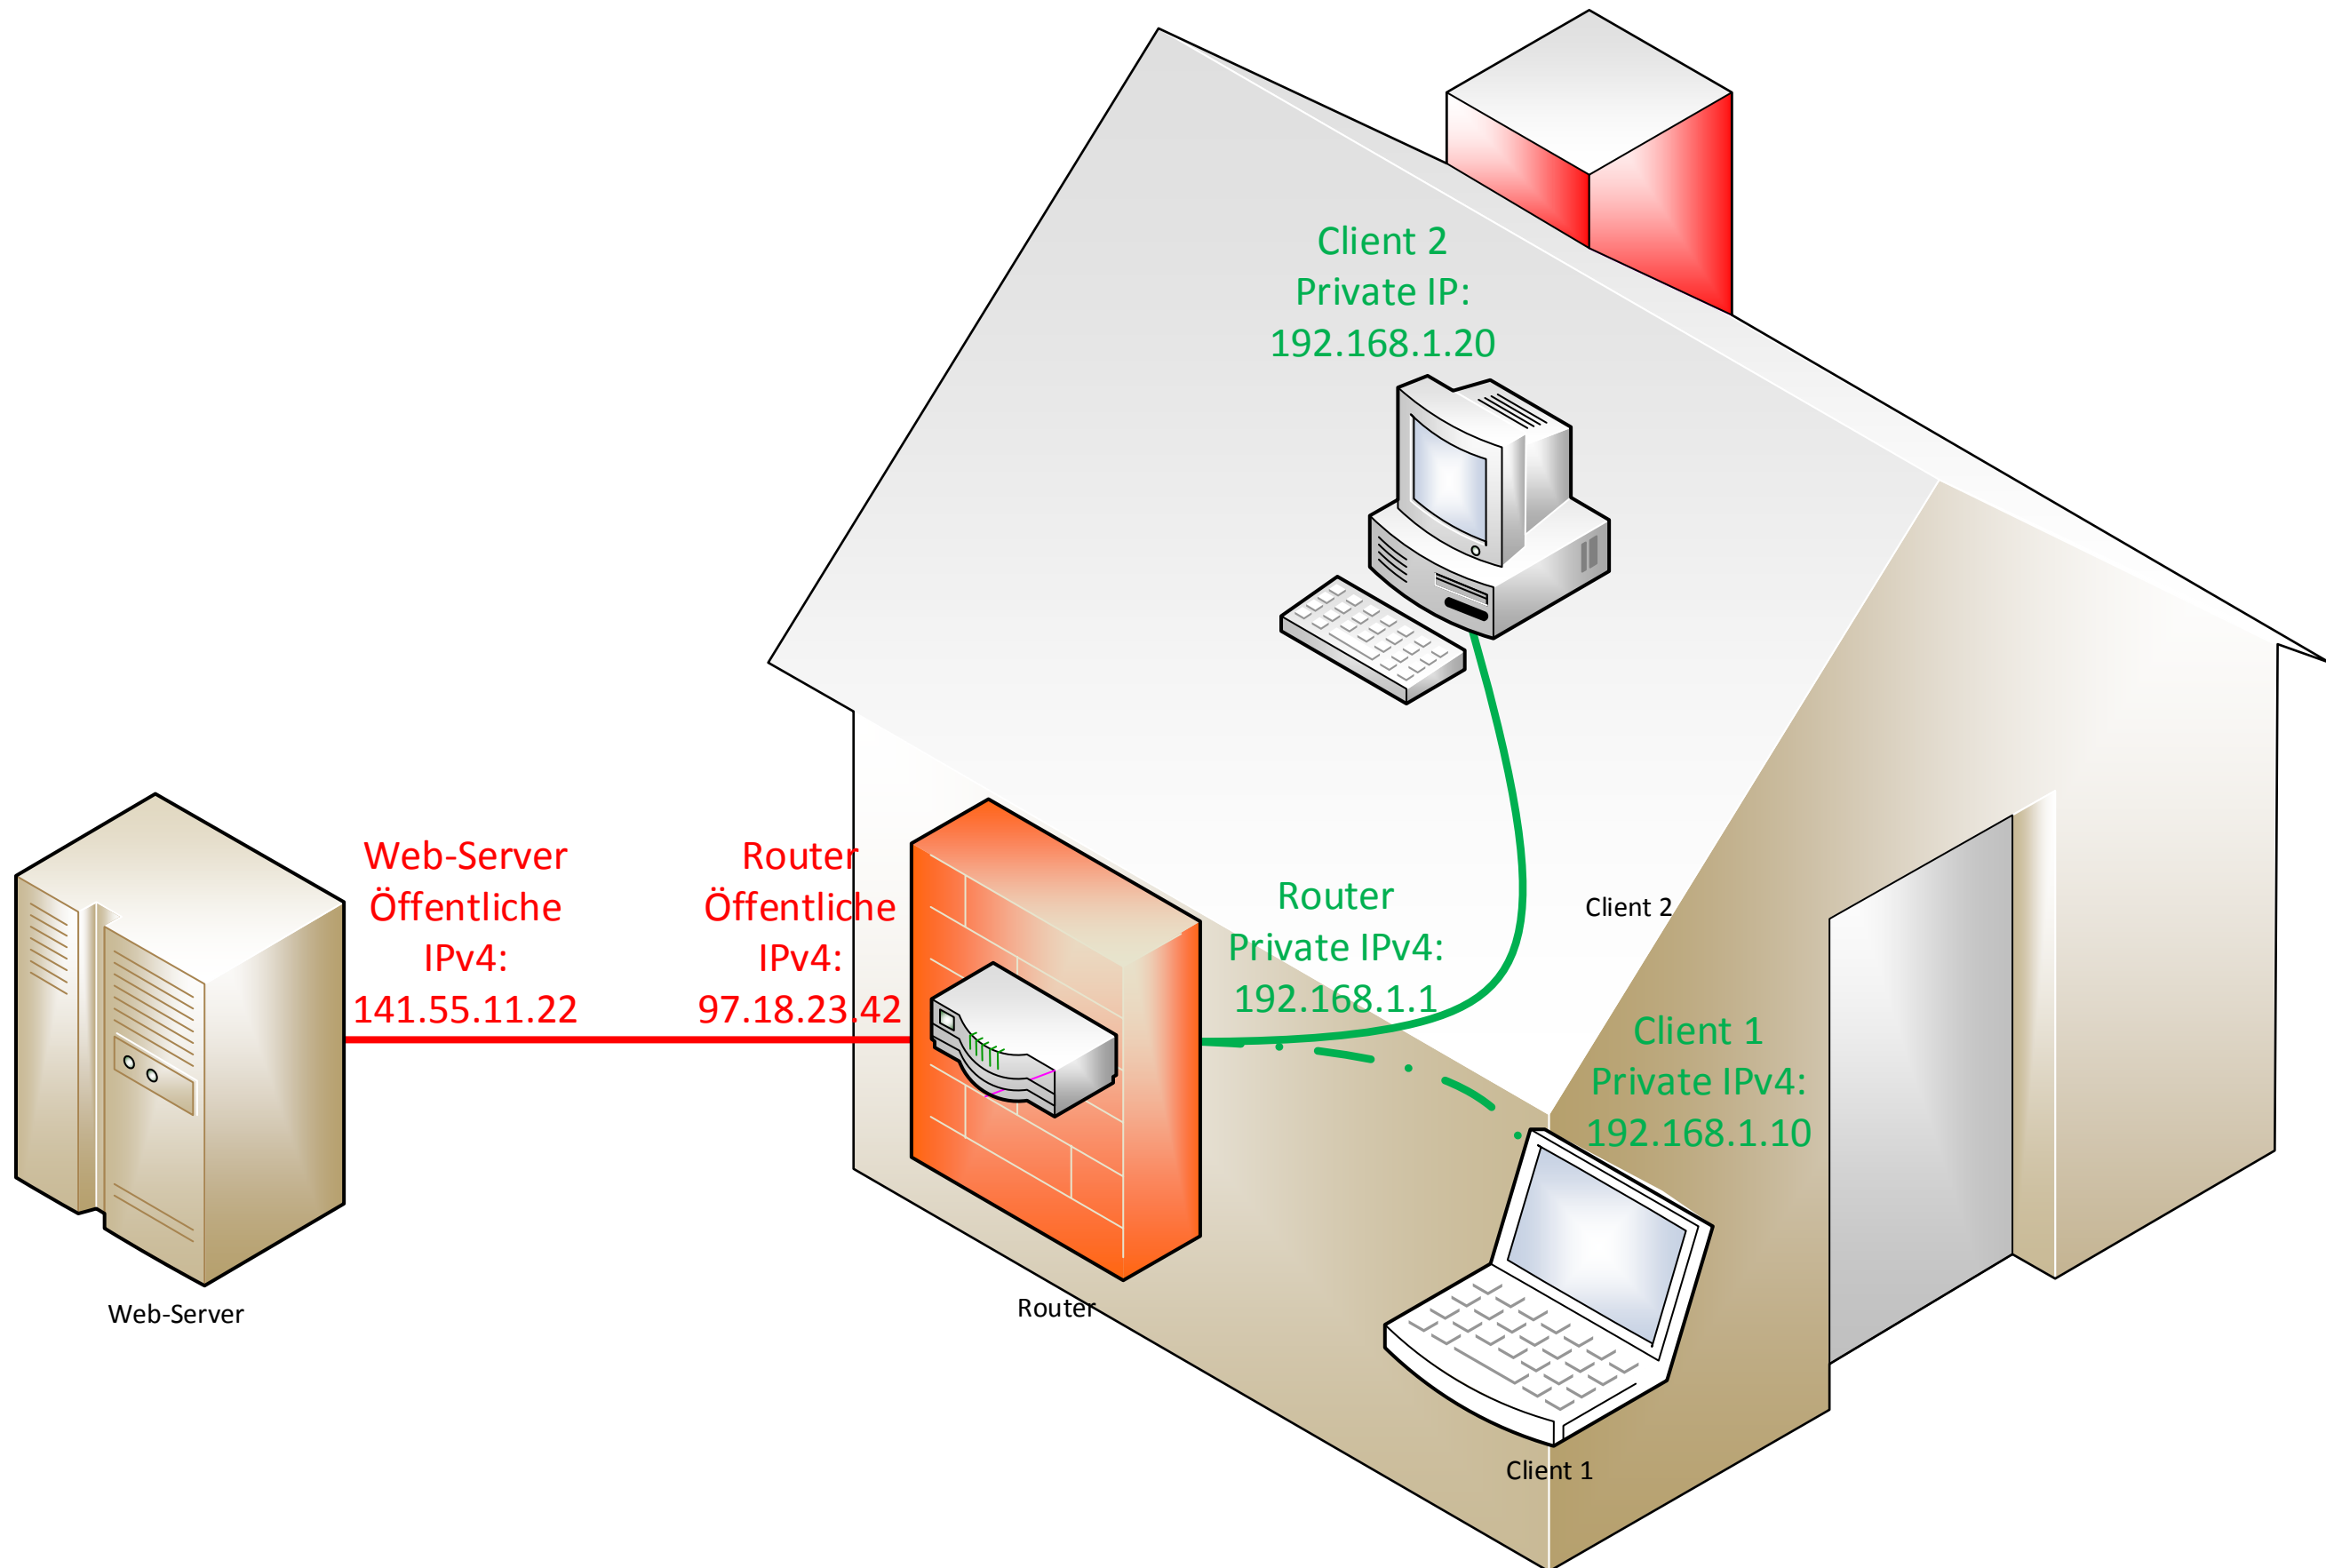 Client 2
Private IP:
192.168.1.20
Web-Server
Öffentliche
IPv4:
141.55.11.22
Router
Öffentliche
IPv4:
97.18.23.42
Router
Private IPv4:
192.168.1.1
Client 2
Client 1
Private IPv4:
192.168.1.10
Web-Server
Router
Client 1